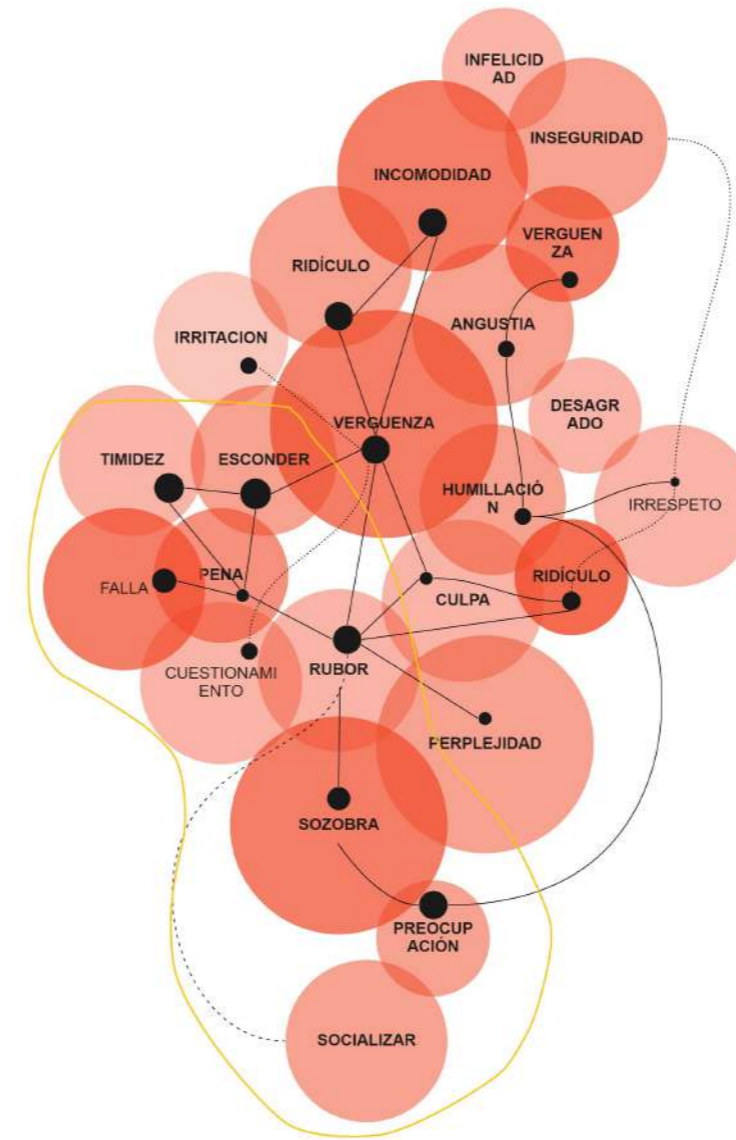 INFELICID
AD
INSEGURIDAD
INCOMODIDAD
VERGUEN
ZA
RIDÍCULO
ANGUSTIA
IRRITACION
DESAGR
ADO
VERGUENZA
TIMIDEZ
ESCONDER
HUMILLACIÓ
N
IRRESPETO
FALLA
PENA
CULPA
RIDÍCULO
CUESTIONAMI
ENTO
RUBOR
PERPLEJIDAD
SOZOBRA
PREOCUP
ACIÓN
SOCIALIZAR